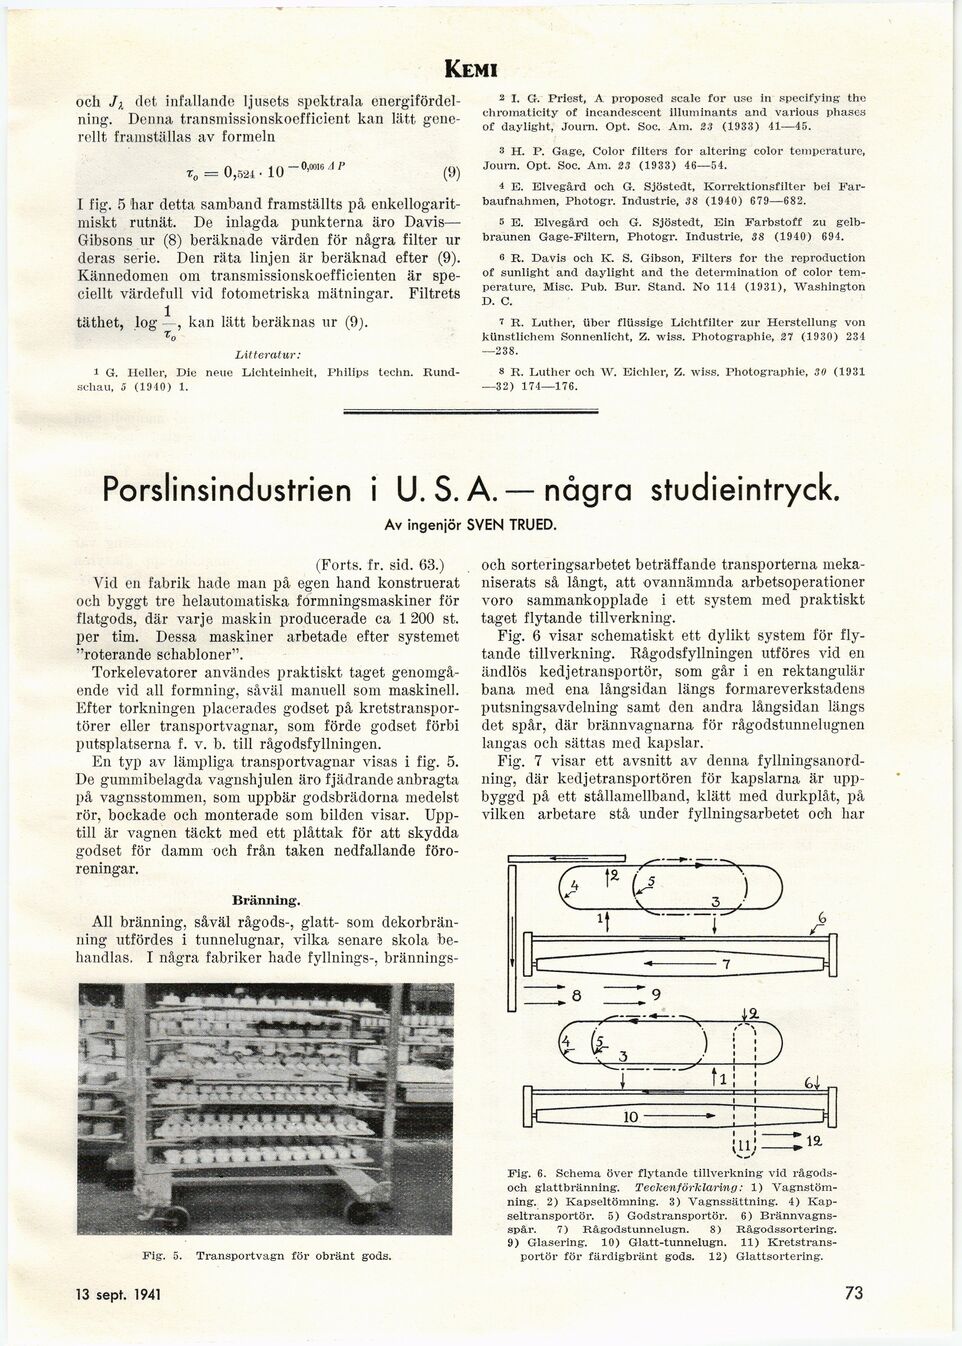 KEMI
och Jλ det infallande ljusets spektrala energifördel-
ning. Denna transmissionskoefficient kan lätt gene-
rellt framställas av formeln
τo = 0,524 · 10 −0,0016 Δ P (9)
I fig. 5 har detta samband framställts på enkellogarit-
miskt rutnät. De inlagda punkterna äro Davis—
Gibsons ur (8) beräknade värden för några filter ur
deras serie. Den räta linjen är beräknad efter (9).
Kännedomen om transmissionskoefficienten är spe-
ciellt värdefull vid fotometriska mätningar. Filtrets
täthet, log 1/τo, kan lätt beräknas ur (9).
Litteratur:
1 G. Heller, Die neue Lichteinheit, Philips techn. Rund-
schau, 5 (1940) 1.
2 I. G. Priest, A proposed scale for use in specifying the
chromaticity of incandescent illuminants and various phases
of daylight, Journ. Opt. Soc. Am. 23 (1933) 41—45.
3 H. P. Gage, Color filters for altering color temperature,
Journ. Opt. Soc. Am. 23 (1933) 46—54.
4 E. Elvegård och G. Sjöstedt, Korrektionsfilter bei Far-
baufnahmen, Photogr. Industrie, 38 (1940) 679—682.
5 E. Elvegård och G. Sjöstedt, Ein Farbstoff zu gelb-
braunen Gage-Filtern, Photogr. Industrie, 38 (1940) 694.
6 R. Davis och K. S. Gibson, Filters for the reproduction
of sunlight and daylight and the determination of color tem-
perature, Misc. Pub. Bur. Stand. No 114 (1931), Washington
D. C.
7 R. Luther, über flüssige Lichtfilter zur Herstellung von
künstlichem Sonnenlicht, Z. wiss. Photographie, 27 (1930) 234
—238.
8 R. Luther och W. Eichler, Z. wiss. Photographie, 30 (1931
—32) 174—176.
Porslinsindustrien i U. S. A. — några studieintryck.
Av ingenjör SVEN TRUED.
(Forts. fr. sid. 63.)
Vid en fabrik hade man på egen hand konstruerat
och byggt tre helautomatiska formningsmaskiner för
flatgods, där varje maskin producerade ca 1 200 st.
per tim. Dessa maskiner arbetade efter systemet
"roterande schabloner".
Torkelevatorer användes praktiskt taget genomgå-
ende vid all formning, såväl manuell som maskinell.
Efter torkningen placerades godset på kretstranspor-
törer eller transportvagnar, som förde godset förbi
putsplatserna f. v. b. till rågodsfyllningen.
En typ av lämpliga transportvagnar visas i fig. 5.
De gummibelagda vagnshjulen äro fjädrande anbragta
på vagnsstommen, som uppbär godsbrädorna medelst
rör, bockade och monterade som bilden visar. Upp-
till är vagnen täckt med ett plåttak för att skydda
godset för damm och från taken nedfallande föro-
reningar.
Bränning.
All bränning, såväl rågods-, glatt- som dekorbrän-
ning utfördes i tunnelugnar, vilka senare skola be-
handlas. I några fabriker hade fyllnings-, brännings-
Fig. 5. Transportvagn för obränt gods.
och sorteringsarbetet beträffande transporterna meka-
niserats så långt, att ovannämnda arbetsoperationer
voro sammankopplade i ett system med praktiskt
taget flytande tillverkning.
Fig. 6 visar schematiskt ett dylikt system för fly-
tande tillverkning. Rågodsfyllningen utföres vid en
ändlös kedjetransportör, som går i en rektangulär
bana med ena långsidan längs formareverkstadens
putsningsavdelning samt den andra långsidan längs
det spår, där brännvagnarna för rågodstunnelugnen
langas och sättas med kapslar.
Fig. 7 visar ett avsnitt av denna fyllningsanord-
ning, där kedjetransportören för kapslarna är upp-
byggd på ett stållamellband, klätt med durkplåt, på
vilken arbetare stå under fyllningsarbetet och har
4 2 5 3
1 6
7
8 9
2
4 5 3
1 6
10
11 12
Fig. 6. Schema över flytande tillverkning vid rågods-
och glattbränning. Teckenförklaring: 1) Vagnstöm-
ning. 2) Kapseltömning. 3) Vagnssättning. 4) Kap-
seltransportör. 5) Godstransportör. 6) Brännvagns-
spår. 7) Rågodstunnelugn. 8) Rågodssortering.
9) Glasering. 10) Glatt-tunnelugn. 11) Kretstrans-
portör för färdigbränt gods. 12) Glattsortering.
13 sept. 1941
73